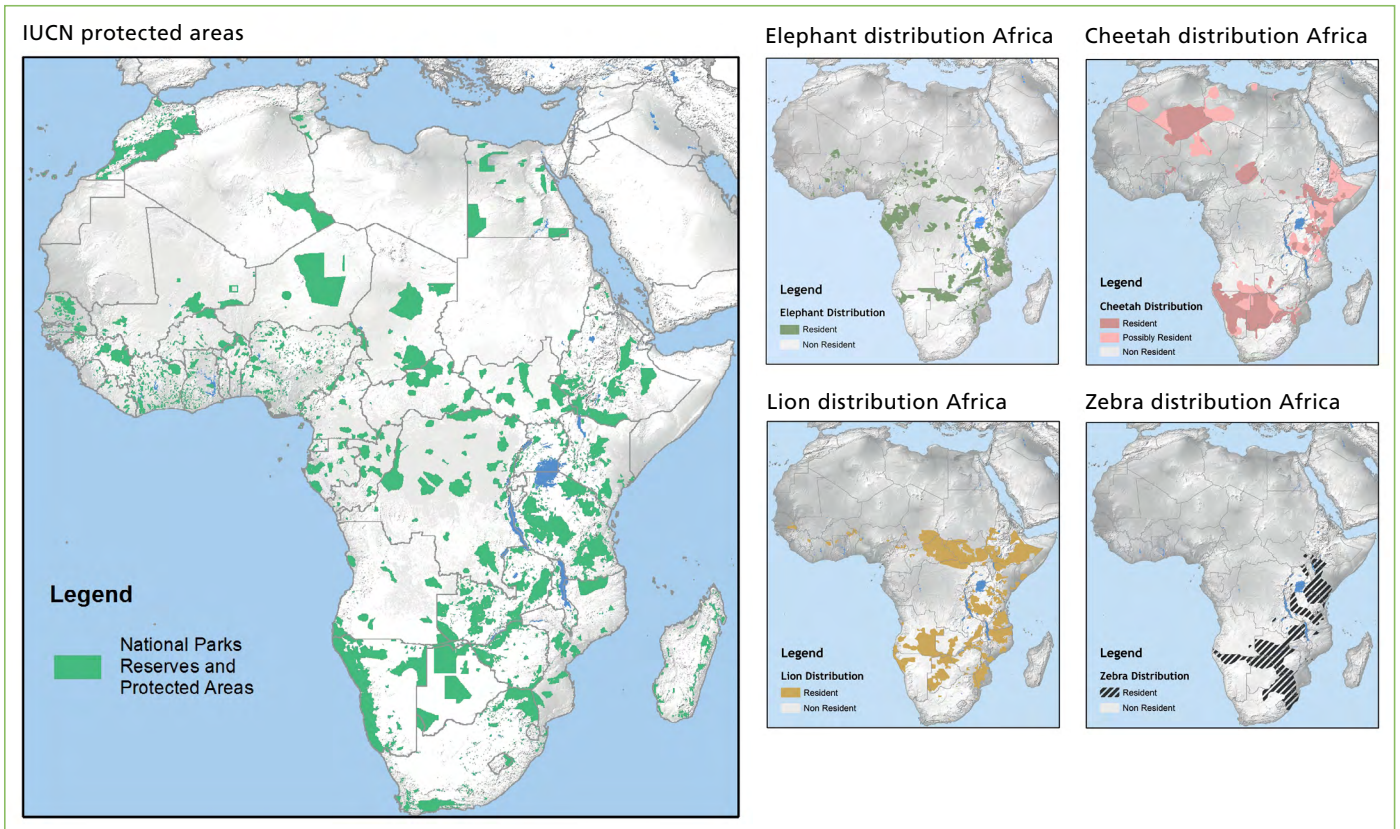 IUCN protected areas
Legend
National Parks
Reserves and
Protected Areas
Elephant distribution Africa
Legend
Elephant Distribution
Resident
Non Resident
Cheetah distribution Africa
Legend
Cheetah Distribution
Resident
Possibly Resident
Non Resident
Lion distribution Africa
Legend
Lion Distribution
Resident
Non Resident
Zebra distribution Africa
Legend
Zebra Distribution
Resident
Non Resident